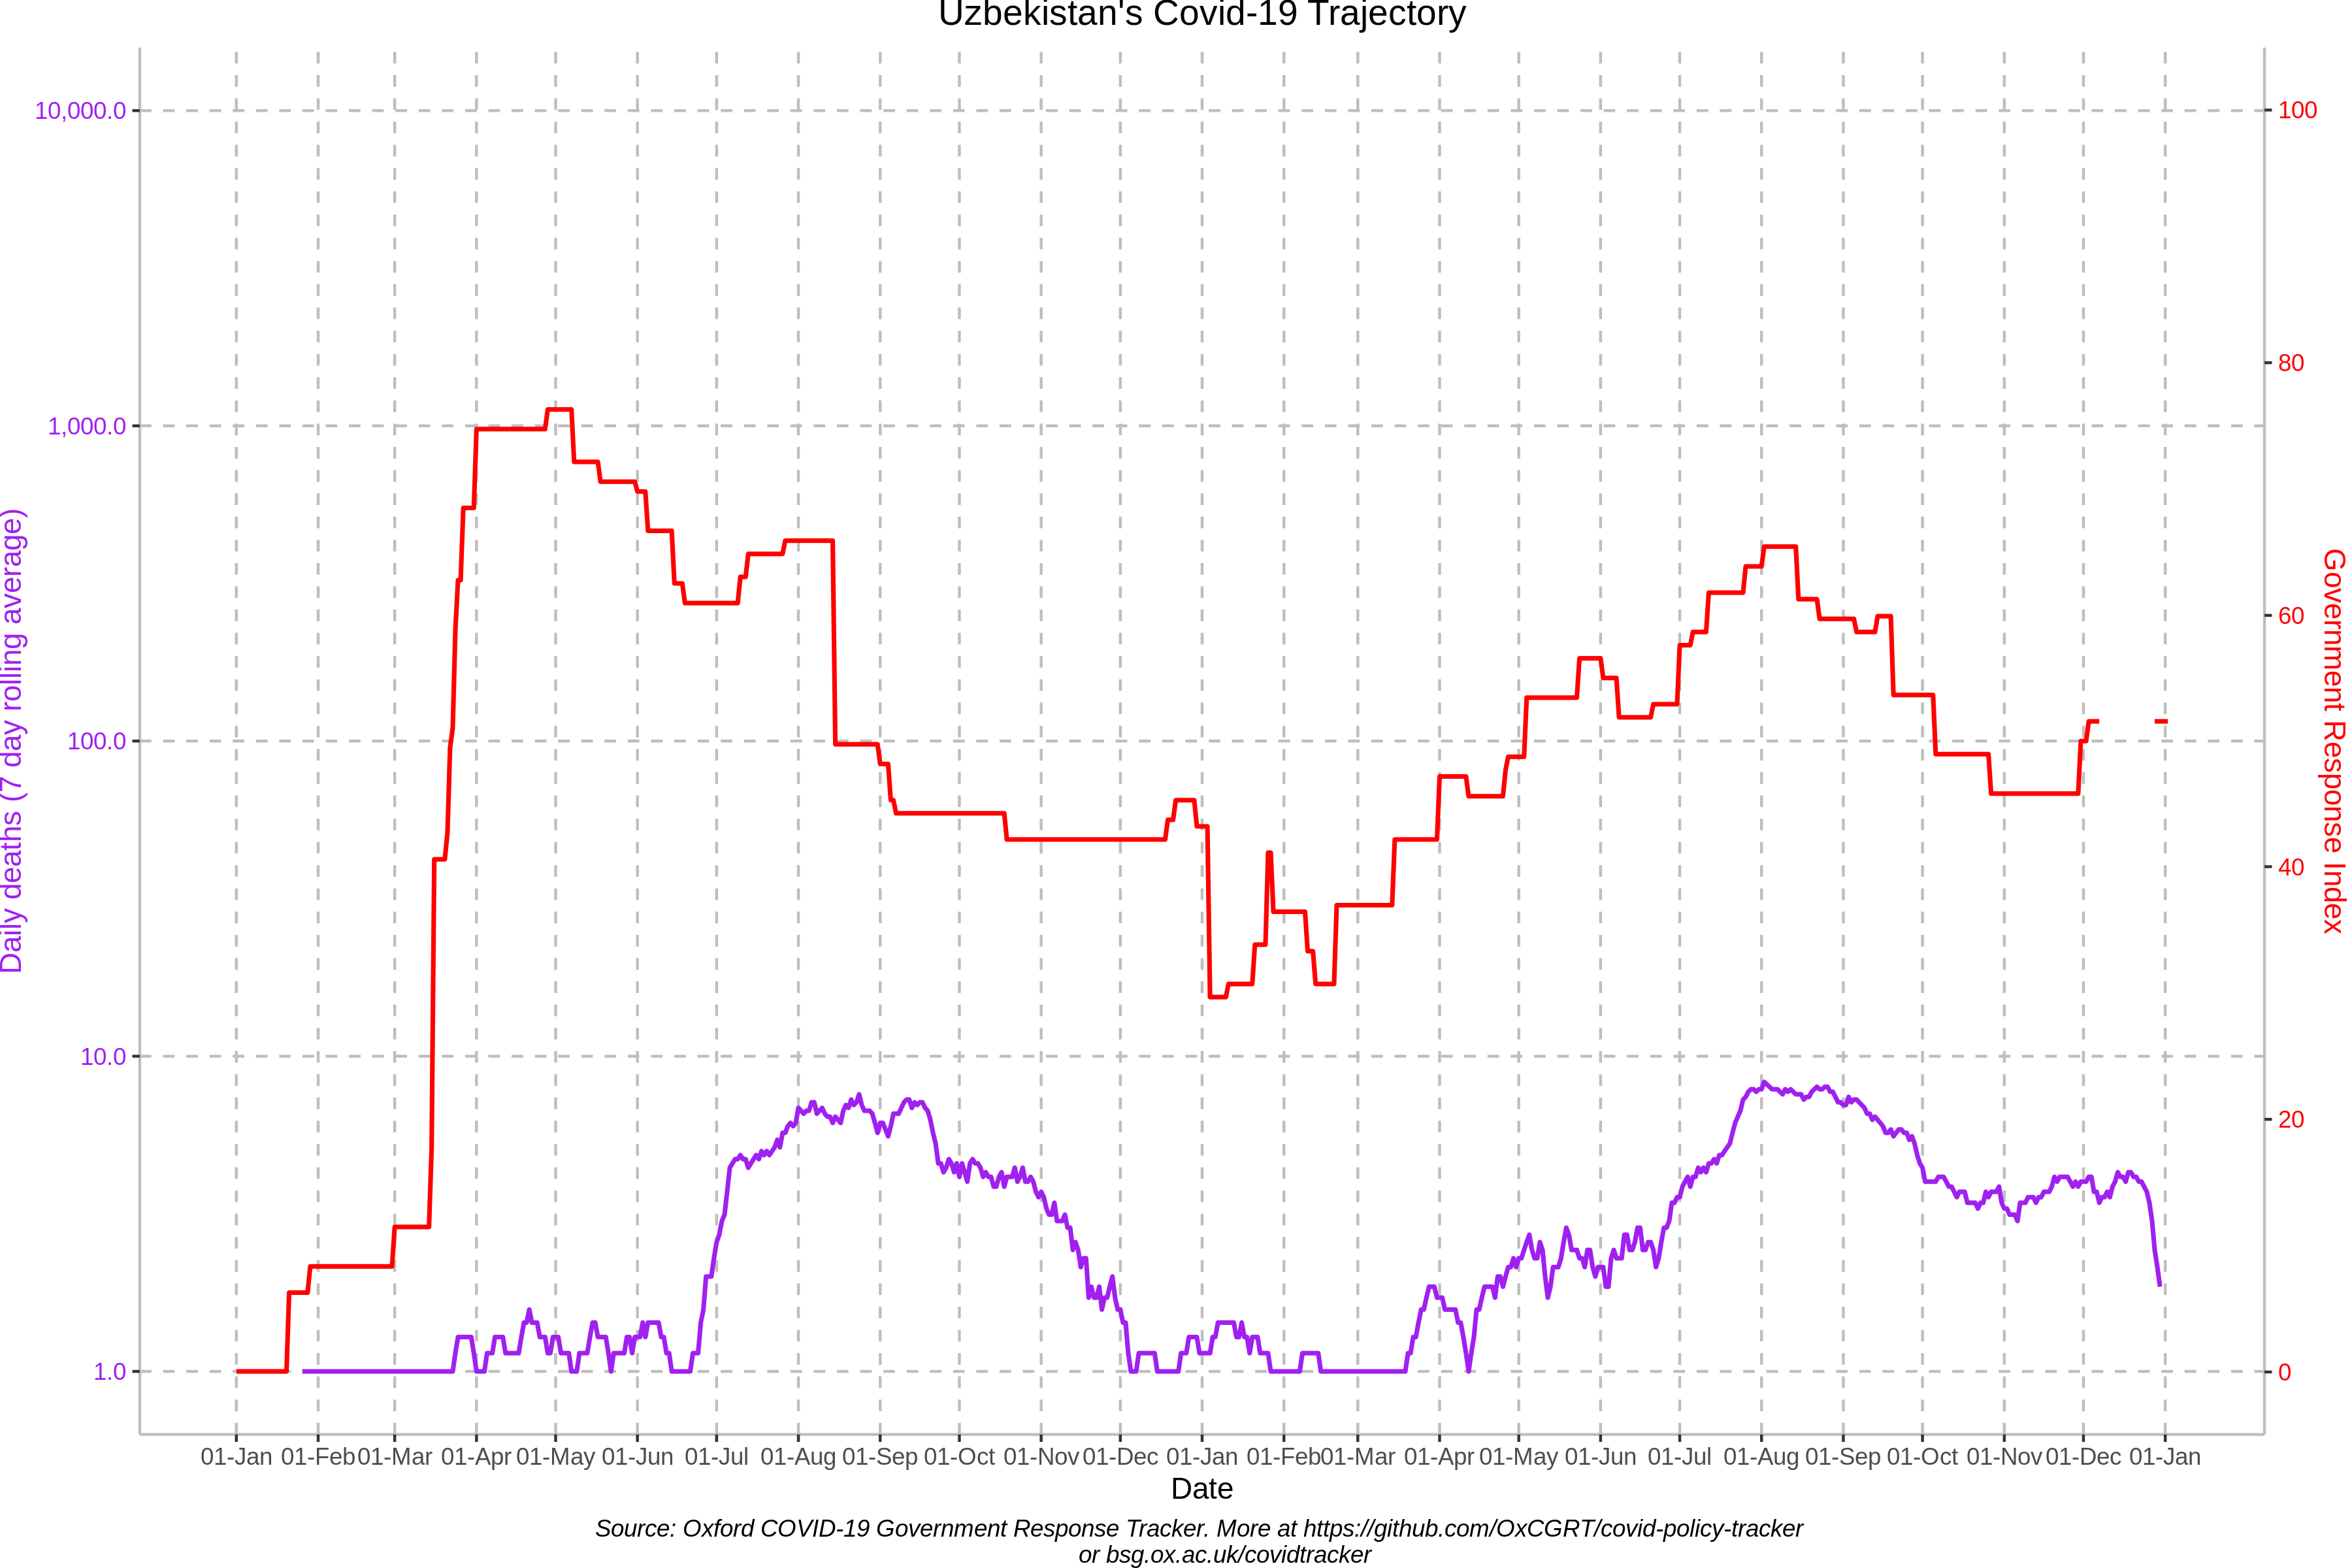 Uzbekistan's Covid-19 Trajectory
10,000.0
1,000.0
100.0
10.0
1.0
Daily deaths (7 day rolling average)
100
80
60
40
20
0
Government Response Index
01-Jan 01-Feb 01-Mar 01-Apr 01-May 01-Jun 01-Jul 01-Aug 01-Sep 01-Oct 01-Nov 01-Dec 01-Jan 01-Feb 01-Mar 01-Apr 01-May 01-Jun 01-Jul 01-Aug 01-Sep 01-Oct 01-Nov 01-Dec 01-Jan
Date
Source: Oxford COVID-19 Government Response Tracker. More at https://github.com/OxCGRT/covid-policy-tracker
or bsg.ox.ac.uk/covidtracker